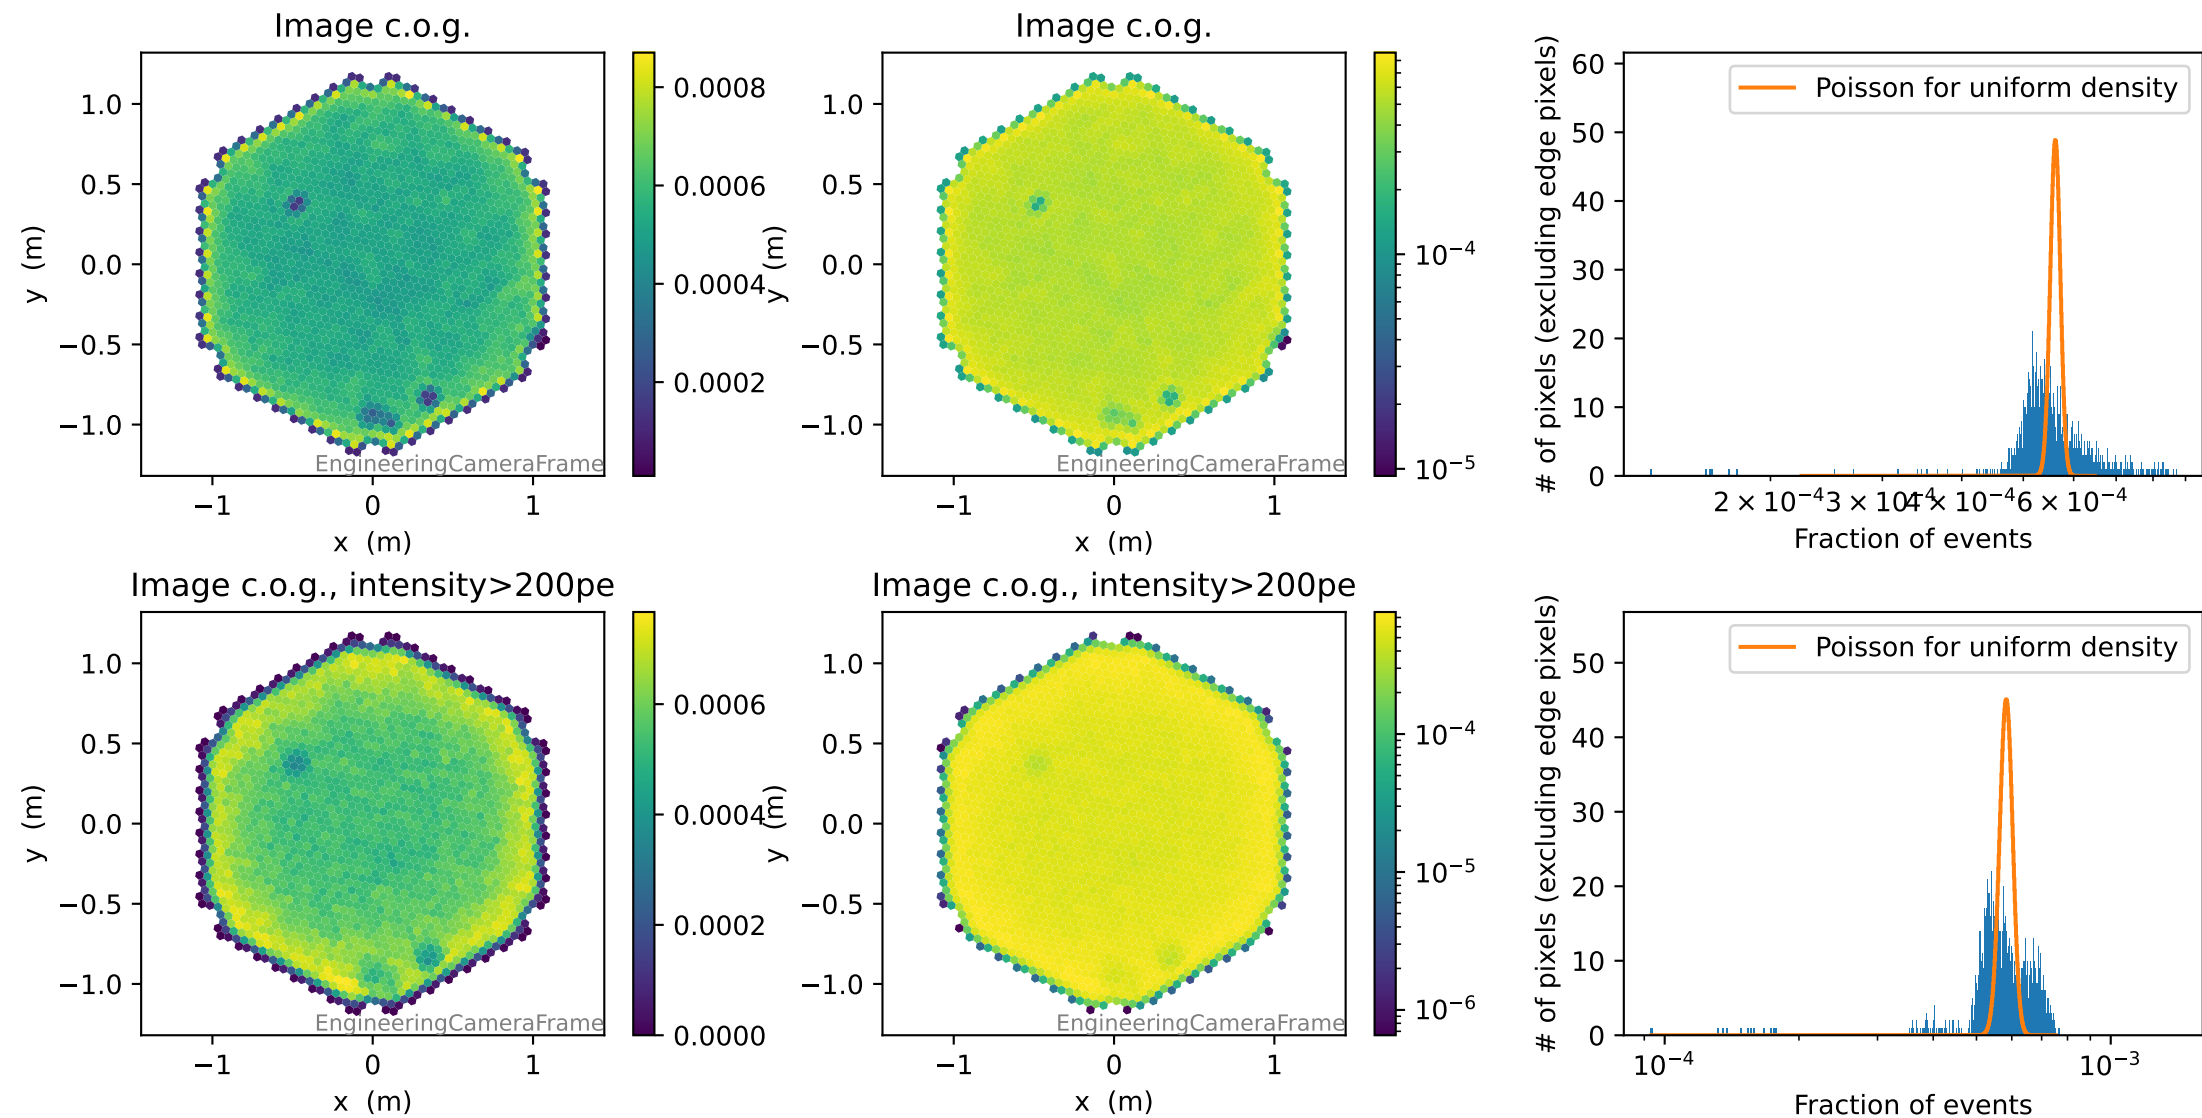 Image c.o.g.
1.0
0.5
0.0
−0.5
−1.0
y (m)
−1
0
1
x (m)
EngineeringCameraFrame
0.0008
0.0006
0.0004
0.0002
Image c.o.g.
1.0
0.5
0.0
−0.5
−1.0
y (m)
−1
0
1
x (m)
EngineeringCameraFrame
10⁻⁴
10⁻⁵
60
50
40
30
20
10
0
# of pixels (excluding edge pixels)
Poisson for uniform density
2 × 10⁻⁴
3 × 10⁻⁴
4 × 10⁻⁴
6 × 10⁻⁴
Fraction of events
Image c.o.g., intensity>200pe
1.0
0.5
0.0
−0.5
−1.0
y (m)
−1
0
1
x (m)
EngineeringCameraFrame
0.0006
0.0004
0.0002
0.0000
Image c.o.g., intensity>200pe
1.0
0.5
0.0
−0.5
−1.0
y (m)
−1
0
1
x (m)
EngineeringCameraFrame
10⁻⁴
10⁻⁵
10⁻⁶
50
40
30
20
10
0
# of pixels (excluding edge pixels)
Poisson for uniform density
10⁻⁴
10⁻³
Fraction of events